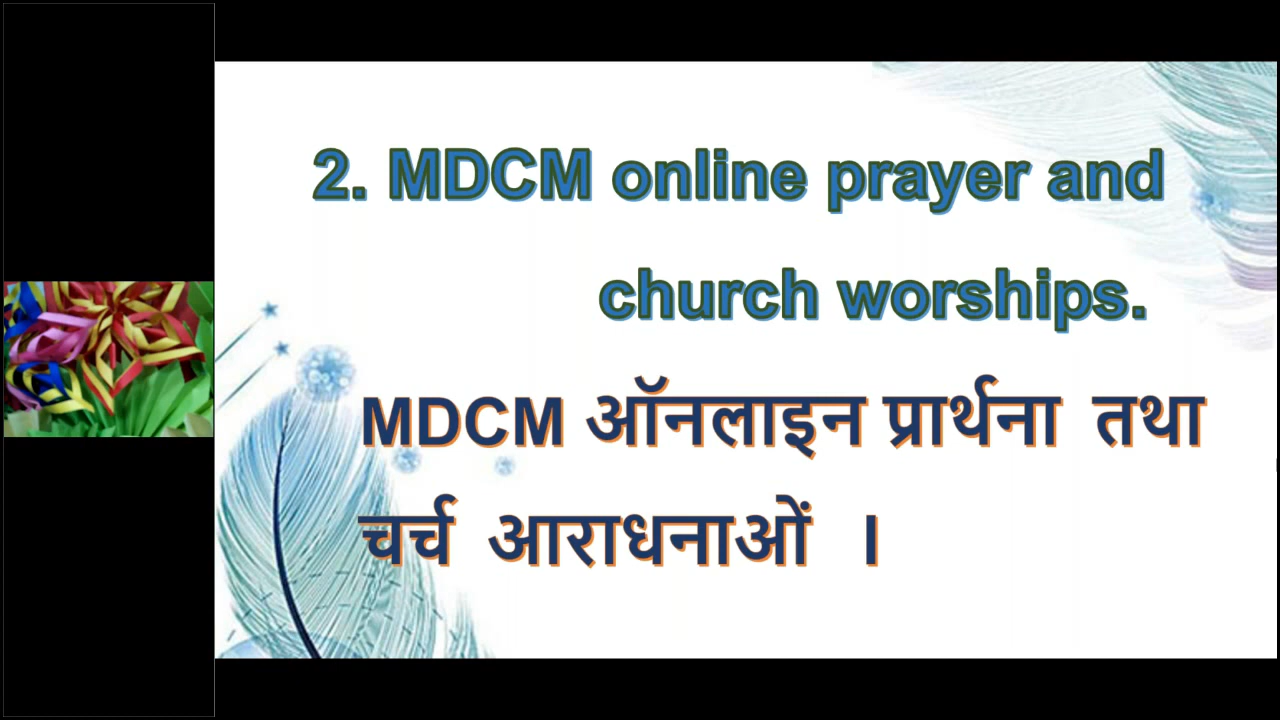 2. MDCM online prayer and
church worships.
MDCM ऑनलाइन प्रार्थना तथा
चर्च आराधनाओं ।